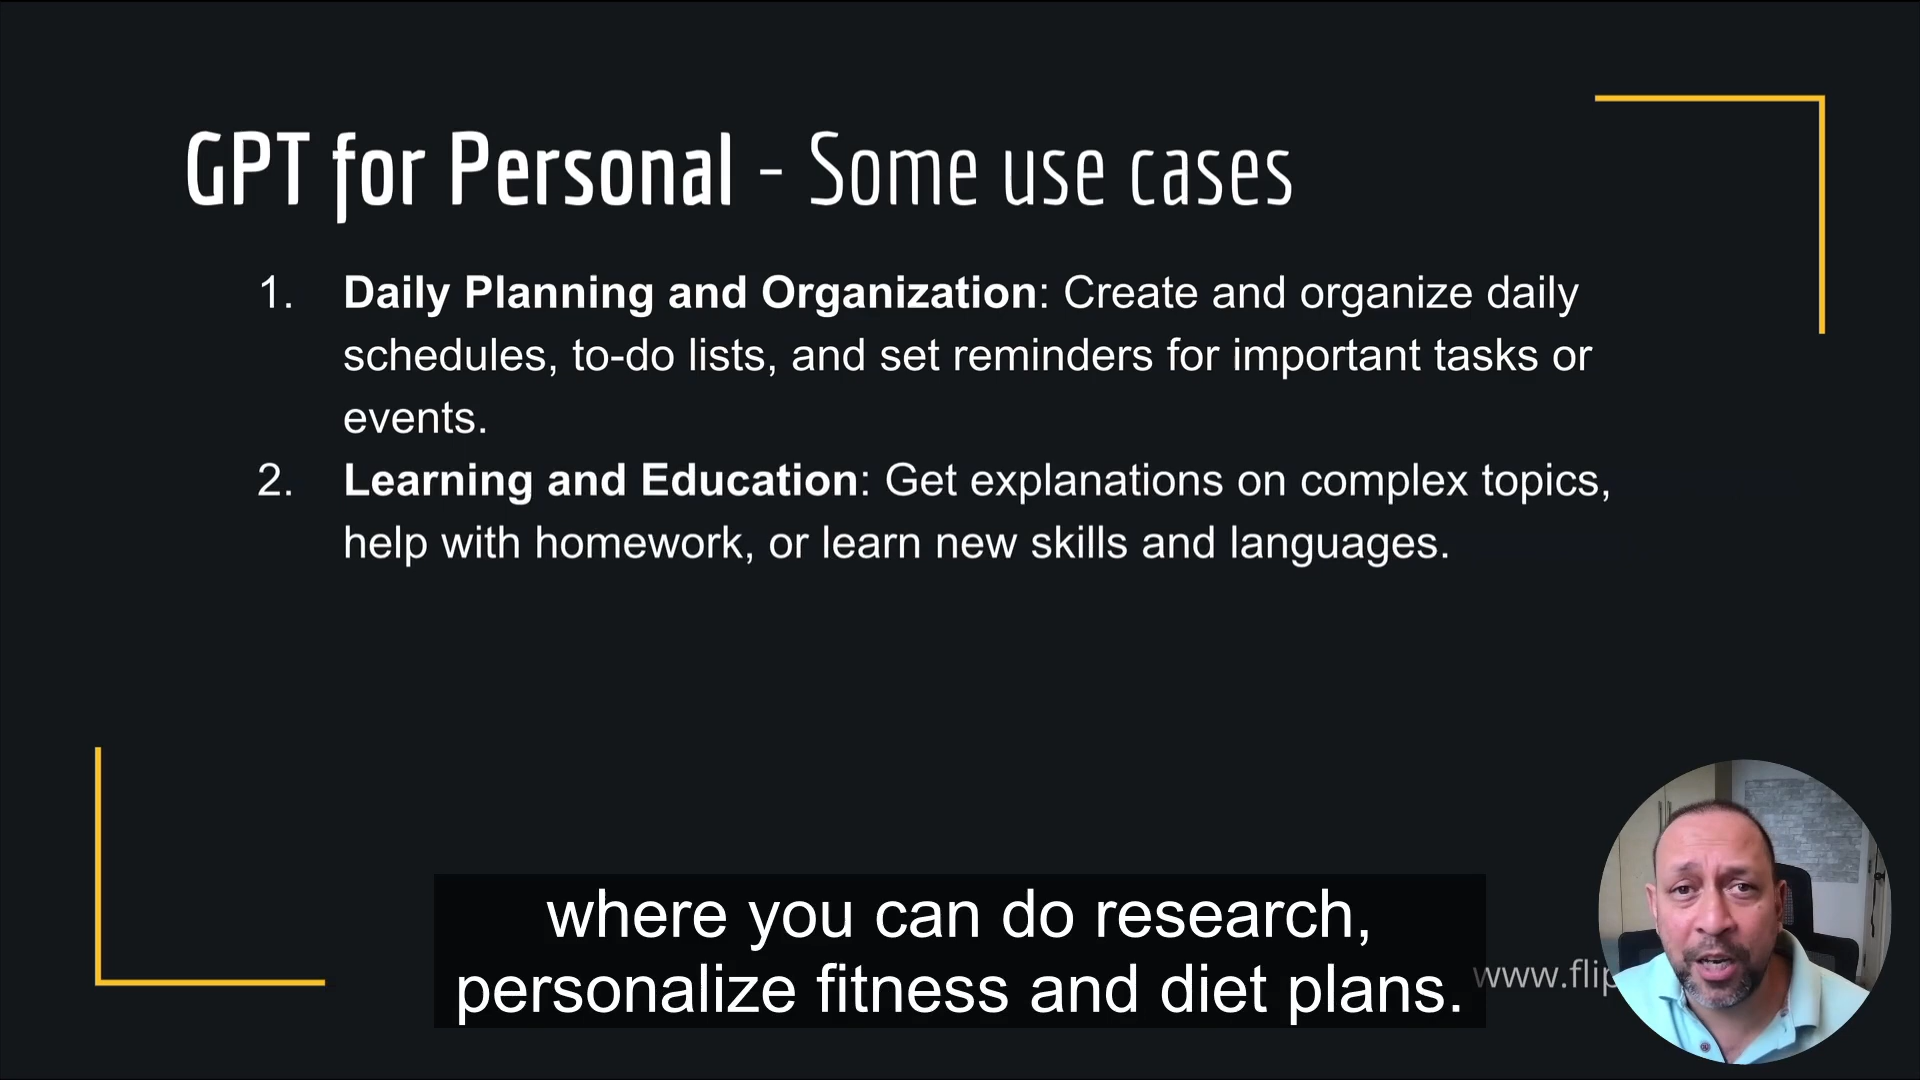 GPT for Personal - Some use cases
1. Daily Planning and Organization: Create and organize daily
schedules, to-do lists, and set reminders for important tasks or
events.
2. Learning and Education: Get explanations on complex topics,
help with homework, or learn new skills and languages.
where you can do research,
personalize fitness and diet plans.